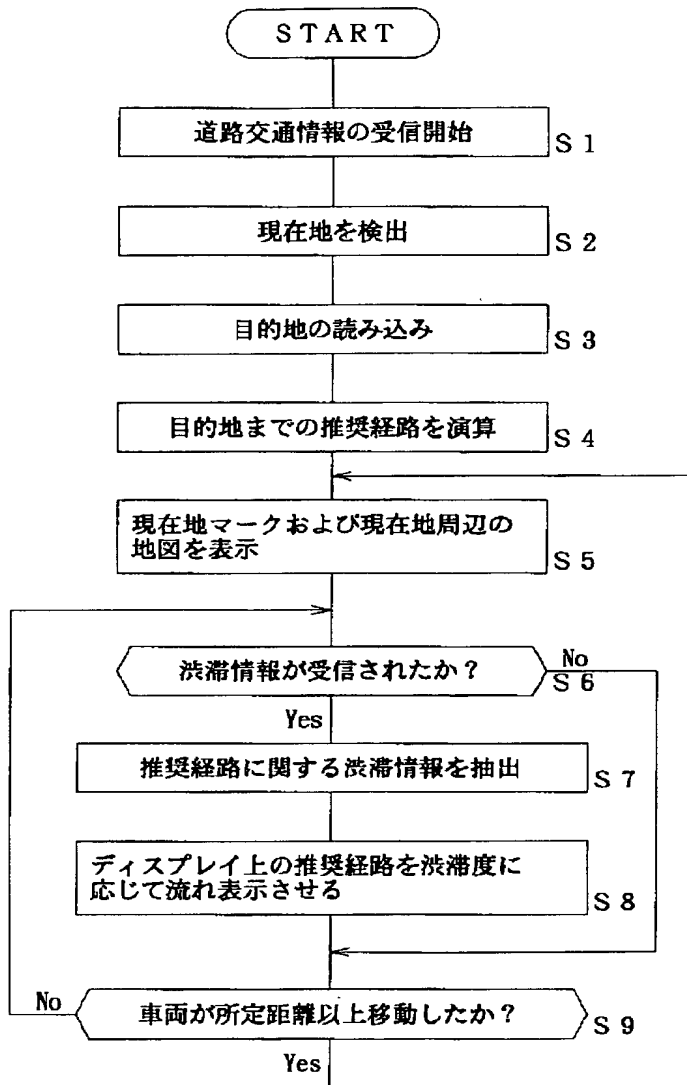 START
道路交通情報の受信開始
S1
現在地を検出
S2
目的地の読み込み
S3
目的地までの推奨経路を演算
S4
現在地マークおよび現在地周辺の
地図を表示
S5
渋滞情報が受信されたか?
No
S6
Yes
推奨経路に関する渋滞情報を抽出
S7
ディスプレイ上の推奨経路を渋滞度に
応じて流れ表示させる
S8
No
車両が所定距離以上移動したか?
S9
Yes